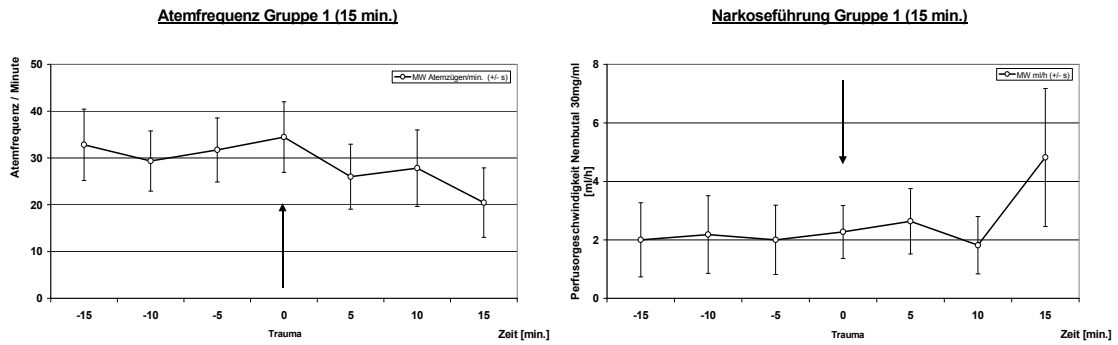 Atemfrequenz Gruppe 1 (15 min.)
Atemfrequenz / Minute
50
40
30
20
10
0
MW Atemzügen/min. (+/- s)
-15 -10 -5 0 5 10 15
Trauma
Zeit [min.]
Narkoseführung Gruppe 1 (15 min.)
Perfusorgeschwindigkeit Nembutal 30mg/ml
[ml/h]
8
6
4
2
0
MW ml/h (+/- s)
-15 -10 -5 0 5 10 15
Trauma
Zeit [min.]